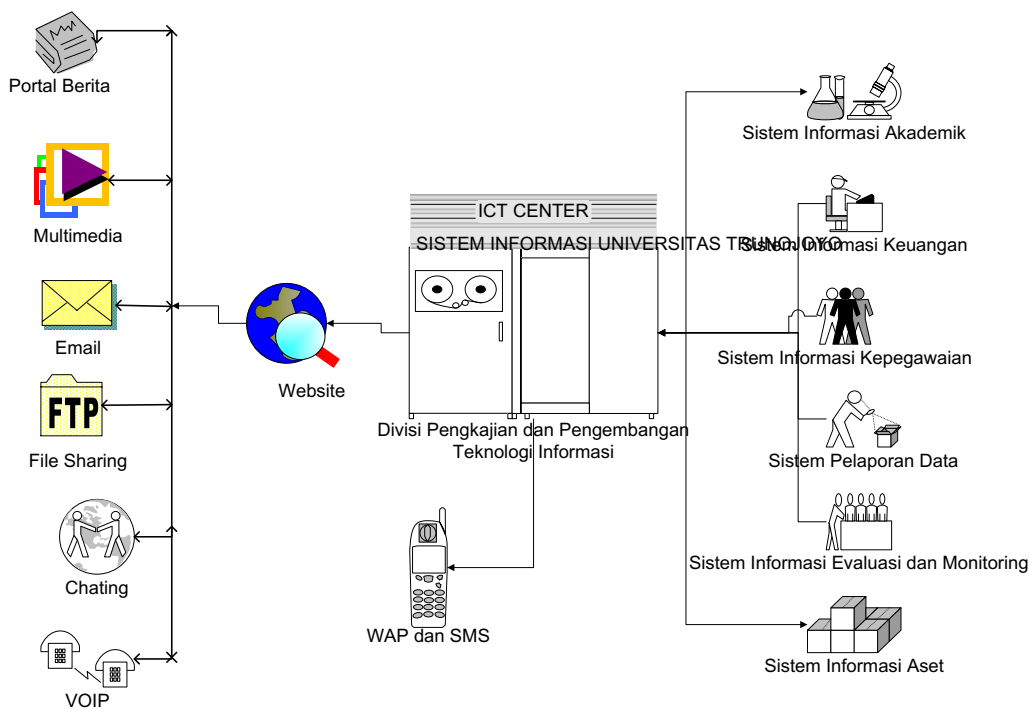 Portal Berita
Multimedia
Email
FTP
File Sharing
Chating
VOIP
Website
ICT CENTER
SISTEM INFORMASI UNIVERSITAS TRUNOJOYO
Divisi Pengkajian dan Pengembangan
Teknologi Informasi
WAP dan SMS
Sistem Informasi Akademik
Sistem Informasi Keuangan
Sistem Informasi Kepegawaian
Sistem Pelaporan Data
Sistem Informasi Evaluasi dan Monitoring
Sistem Informasi Aset